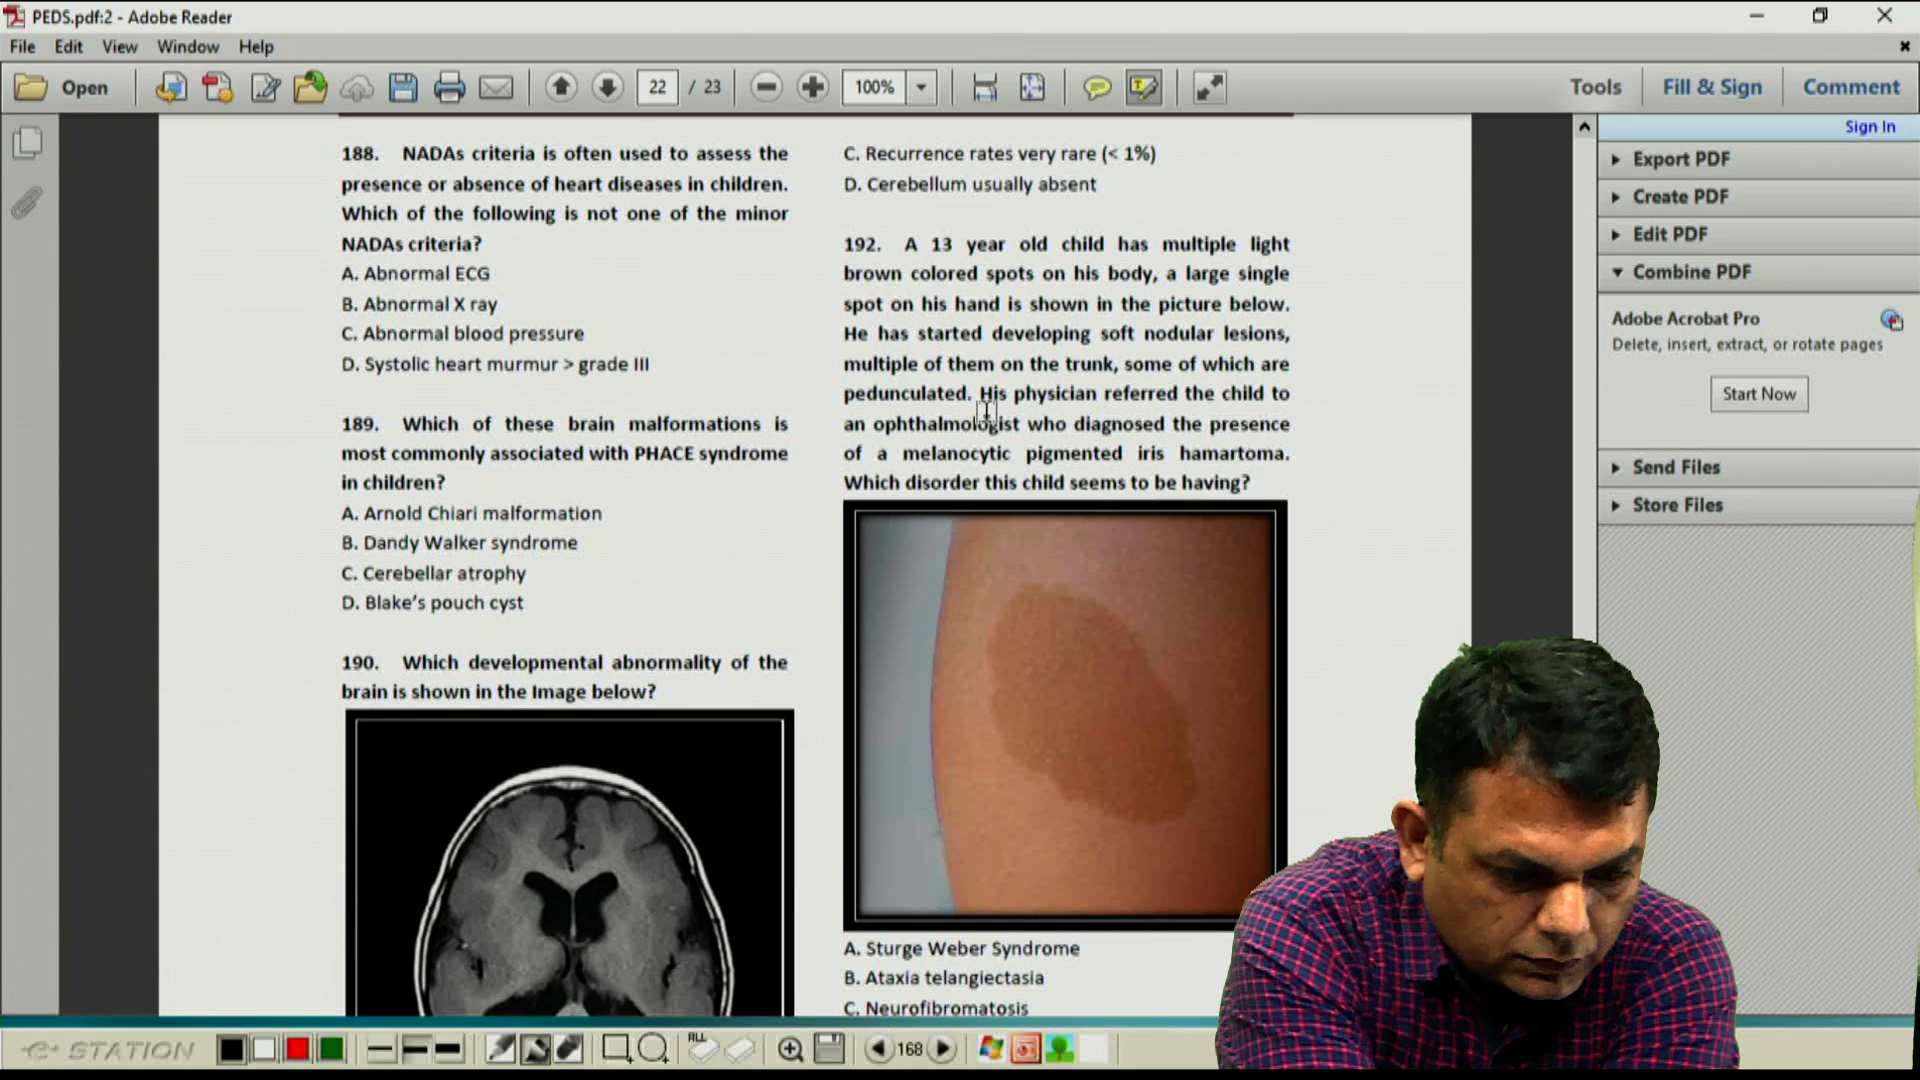 PEDS.pdf:2 - Adobe Reader
File Edit View Window Help
Open 22 / 23 100% Tools Fill & Sign Comment
188. NADAs criteria is often used to assess the
presence or absence of heart diseases in children.
Which of the following is not one of the minor
NADAs criteria?
A. Abnormal ECG
B. Abnormal X ray
C. Abnormal blood pressure
D. Systolic heart murmur > grade III
189. Which of these brain malformations is
most commonly associated with PHACE syndrome
in children?
A. Arnold Chiari malformation
B. Dandy Walker syndrome
C. Cerebellar atrophy
D. Blake's pouch cyst
190. Which developmental abnormality of the
brain is shown in the Image below?
C. Recurrence rates very rare (< 1%)
D. Cerebellum usually absent
192. A 13 year old child has multiple light
brown colored spots on his body, a large single
spot on his hand is shown in the picture below.
He has started developing soft nodular lesions,
multiple of them on the trunk, some of which are
pedunculated. His physician referred the child to
an ophthalmologist who diagnosed the presence
of a melanocytic pigmented iris hamartoma.
Which disorder this child seems to be having?
A. Sturge Weber Syndrome
B. Ataxia telangiectasia
C. Neurofibromatosis
Sign In
Export PDF
Create PDF
Edit PDF
Combine PDF
Adobe Acrobat Pro
Delete, insert, extract, or rotate pages
Start Now
Send Files
Store Files
e-STATION ALL 168